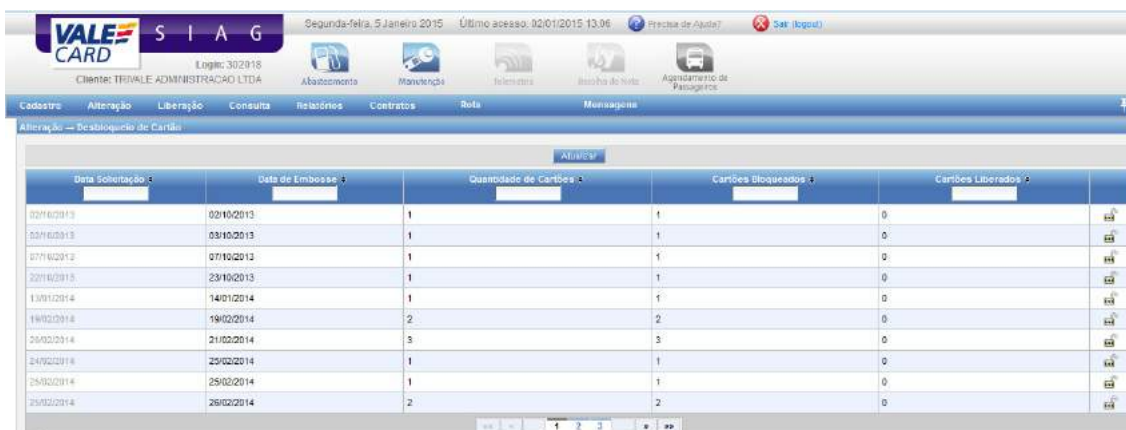 VALE CARD
S I A G
Segunda-feira, 5 Janeiro 2015 Último acesso: 02/01/2015 13:06 Precisa de Ajuda? Sair (logout)
Login: 302018
Cliente: TRIVALE ADMINISTRACAO LTDA
Abastecimento Manutenção Telemetria Recolha de Nota Agendamento de Passageiros
Cadastro Alteração Liberação Consulta Relatórios Contratos Rota Mensagens
Alteração — Desbloqueio de Cartão
Atualizar
Data Solicitação Data de Embosse Quantidade de Cartões Cartões Bloqueados Cartões Liberados
02/10/2013 02/10/2013 1 1 0
03/10/2013 1 1 0
07/10/2013 07/10/2013 1 1 0
23/10/2013 1 1 0
13/01/2014 14/01/2014 1 1 0
19/02/2014 19/02/2014 2 2 0
20/02/2014 21/02/2014 3 3 0
24/02/2014 25/02/2014 1 1 0
25/02/2014 25/02/2014 1 1 0
25/02/2014 26/02/2014 2 2 0
«« « 1 2 3 » »»